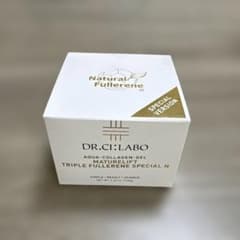 Natural
Fullerene
SPECIAL
VERSION
DR.CI:LABO
AQUA-COLLAGEN-GEL
MATURELIFT
TRIPLE FULLERENE SPECIAL N